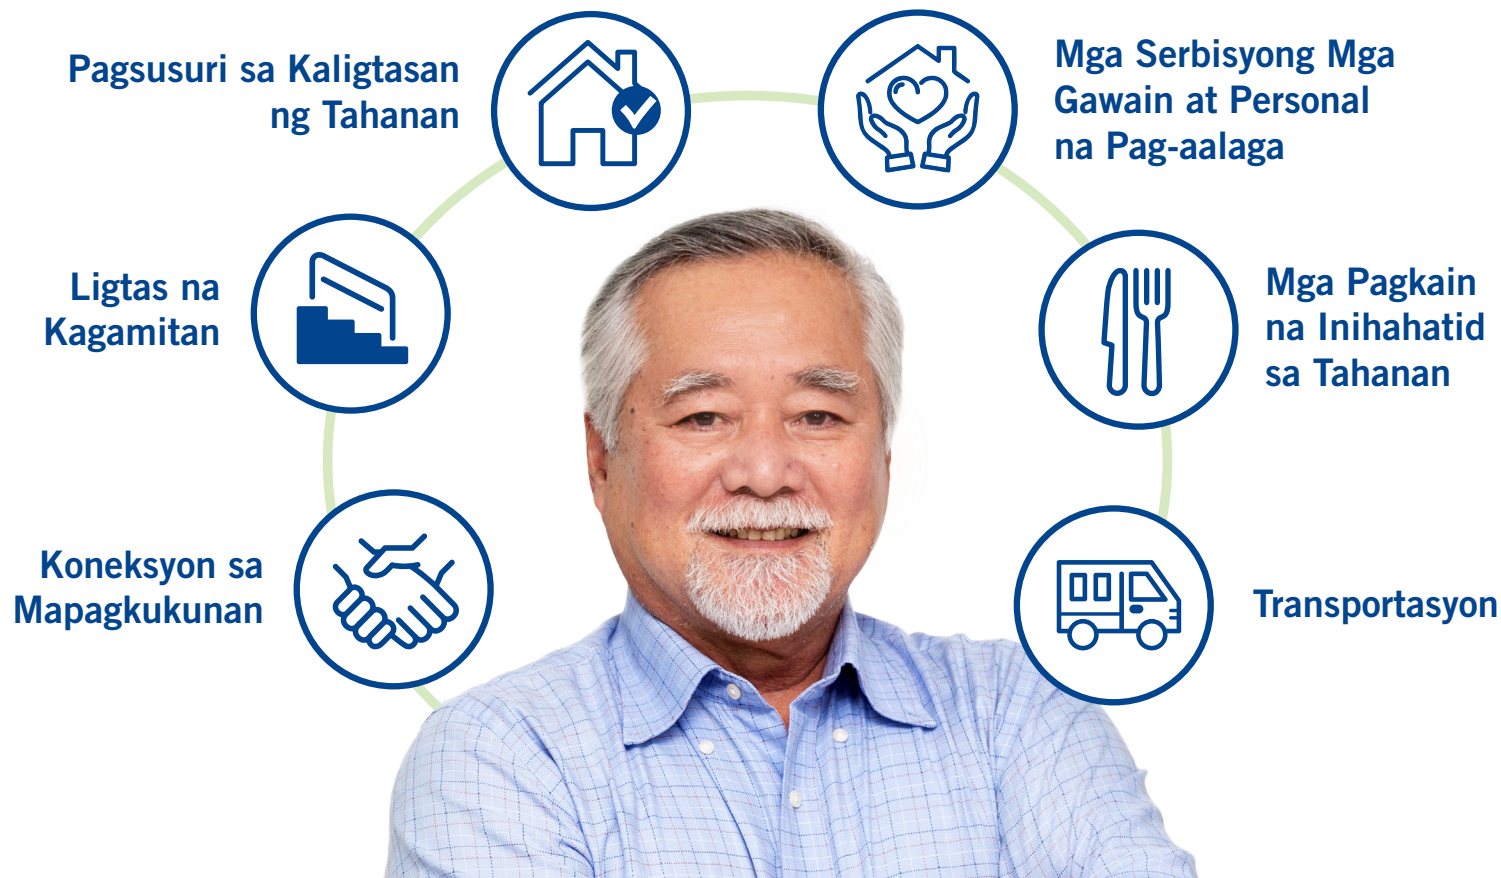 Pagsusuri sa Kaligtasan
ng Tahanan
Mga Serbisyong Mga
Gawain at Personal
na Pag-aalaga
Ligtas na
Kagamitan
Mga Pagkain
na Inihahatid
sa Tahanan
Koneksyon sa
Mapagkukunan
Transportasyon